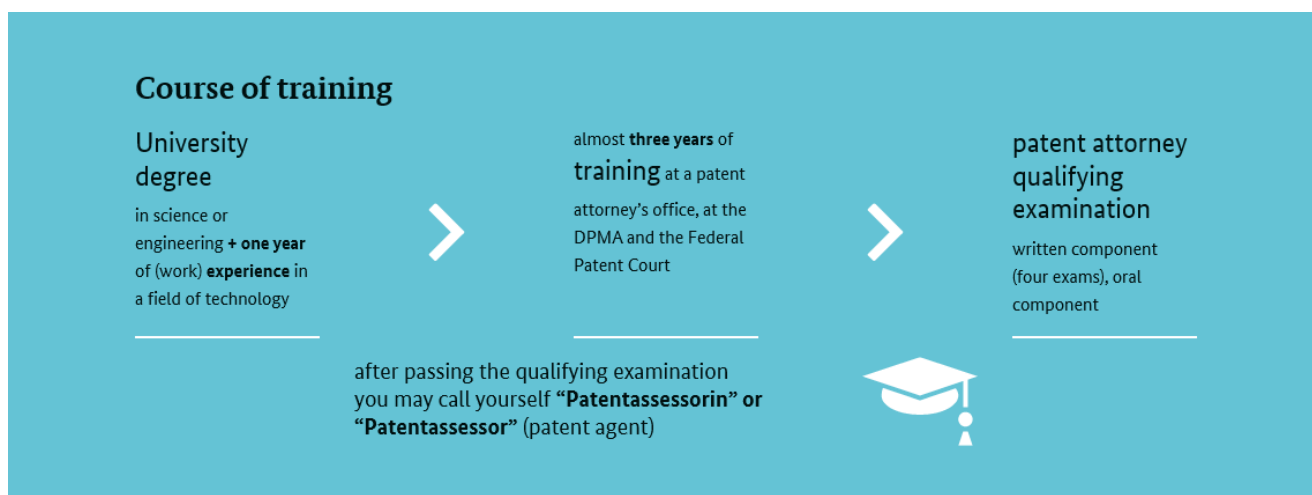 Course of training
University
degree
in science or
engineering + one year
of (work) experience in
a field of technology
almost three years of
training at a patent
attorney’s office, at the
DPMA and the Federal
Patent Court
patent attorney
qualifying
examination
written component
(four exams), oral
component
after passing the qualifying examination
you may call yourself “Patentassessorin” or
“Patentassessor” (patent agent)